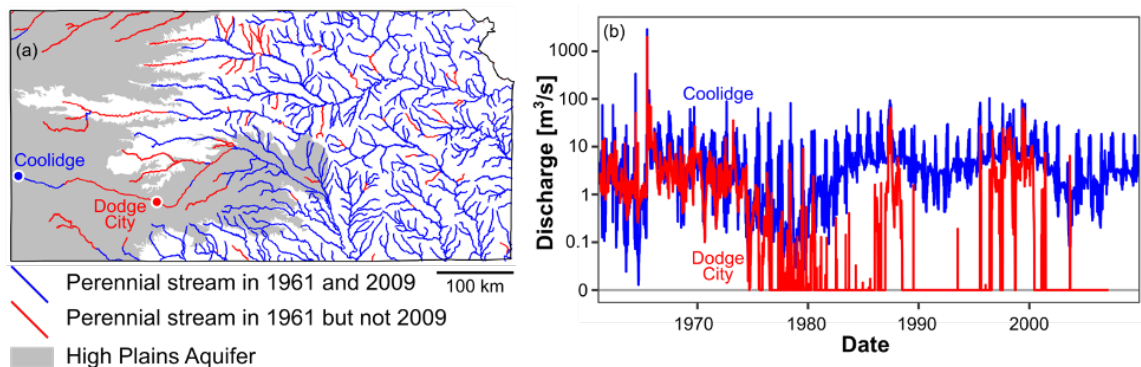 (a)
Coolidge
Dodge
City
Perennial stream in 1961 and 2009
Perennial stream in 1961 but not 2009
High Plains Aquifer
100 km
(b)
Discharge [m³/s]
1000
100
10
1
0.1
0
Coolidge
Dodge
City
1970
1980
1990
2000
Date